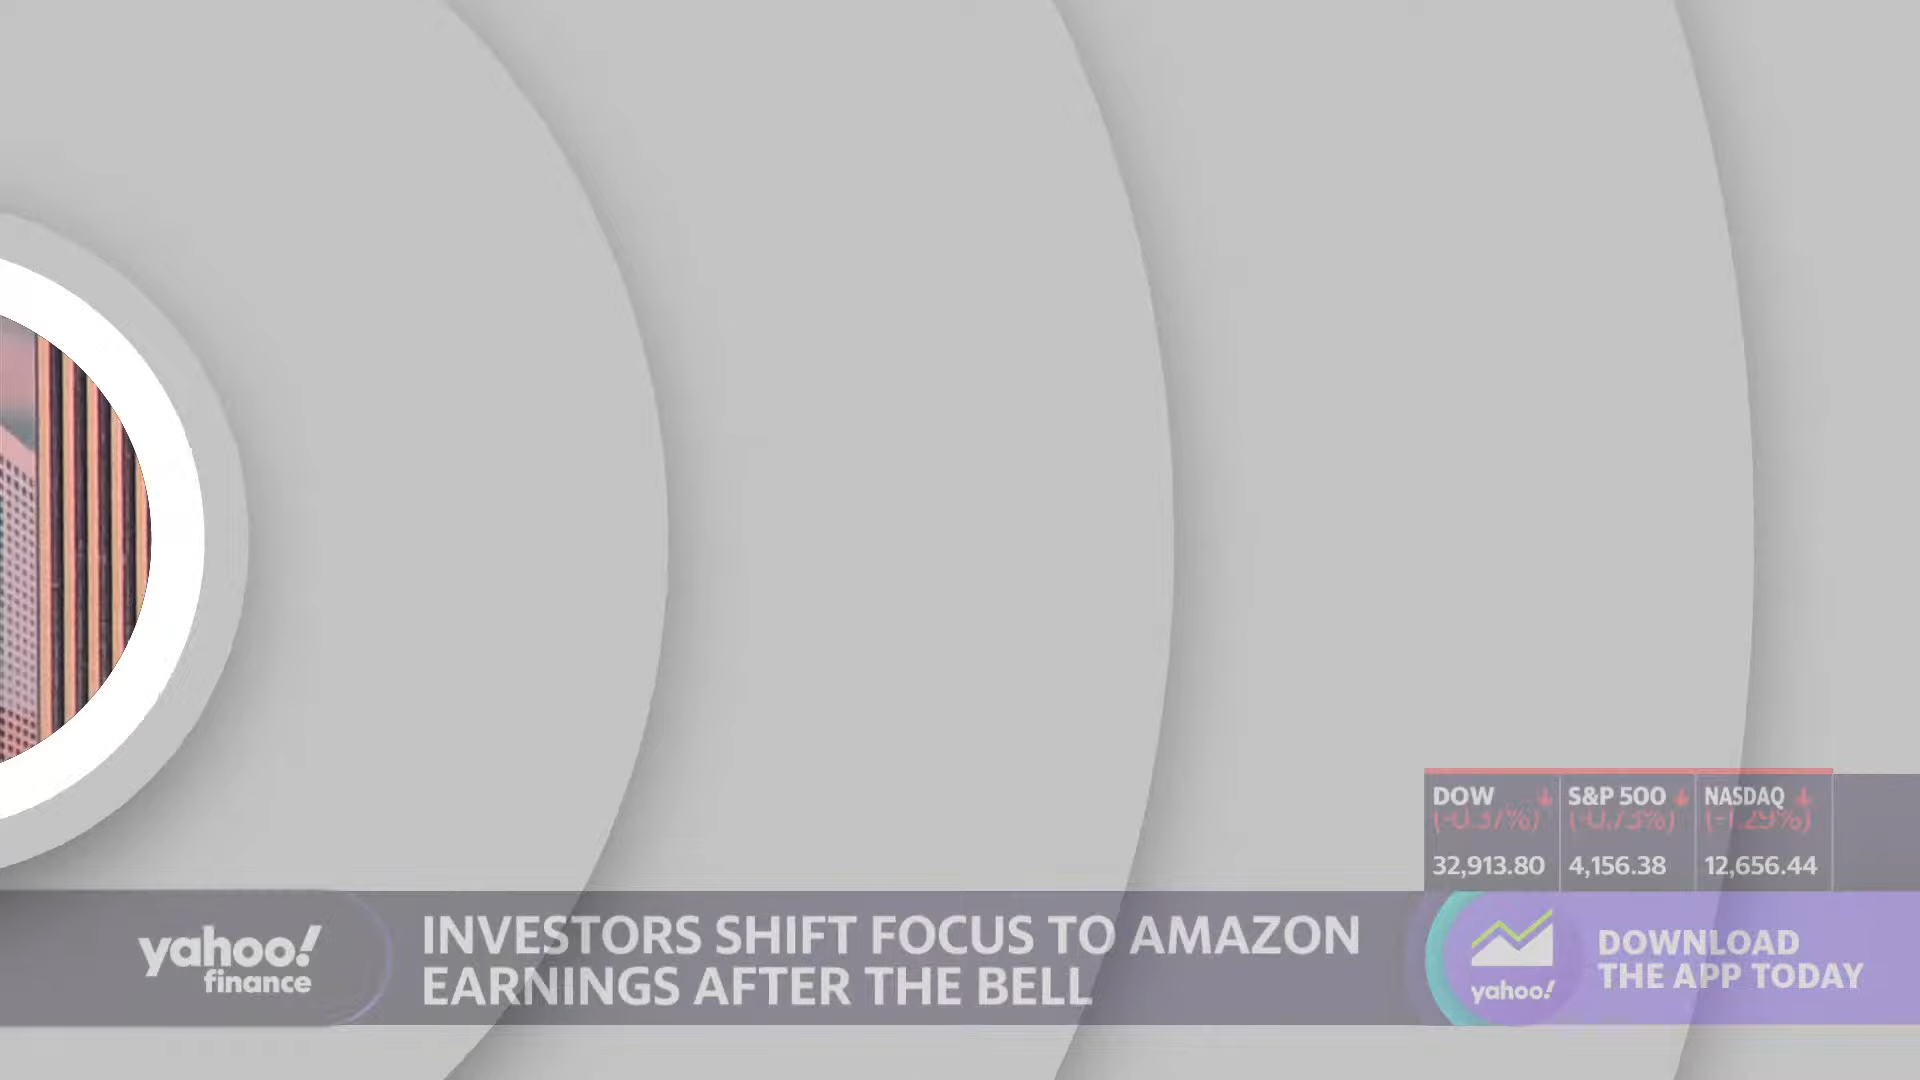 DOW S&P 500 NASDAQ
32,913.80 4,156.38 12,656.44
yahoo!
finance
INVESTORS SHIFT FOCUS TO AMAZON
EARNINGS AFTER THE BELL
yahoo!
DOWNLOAD
THE APP TODAY